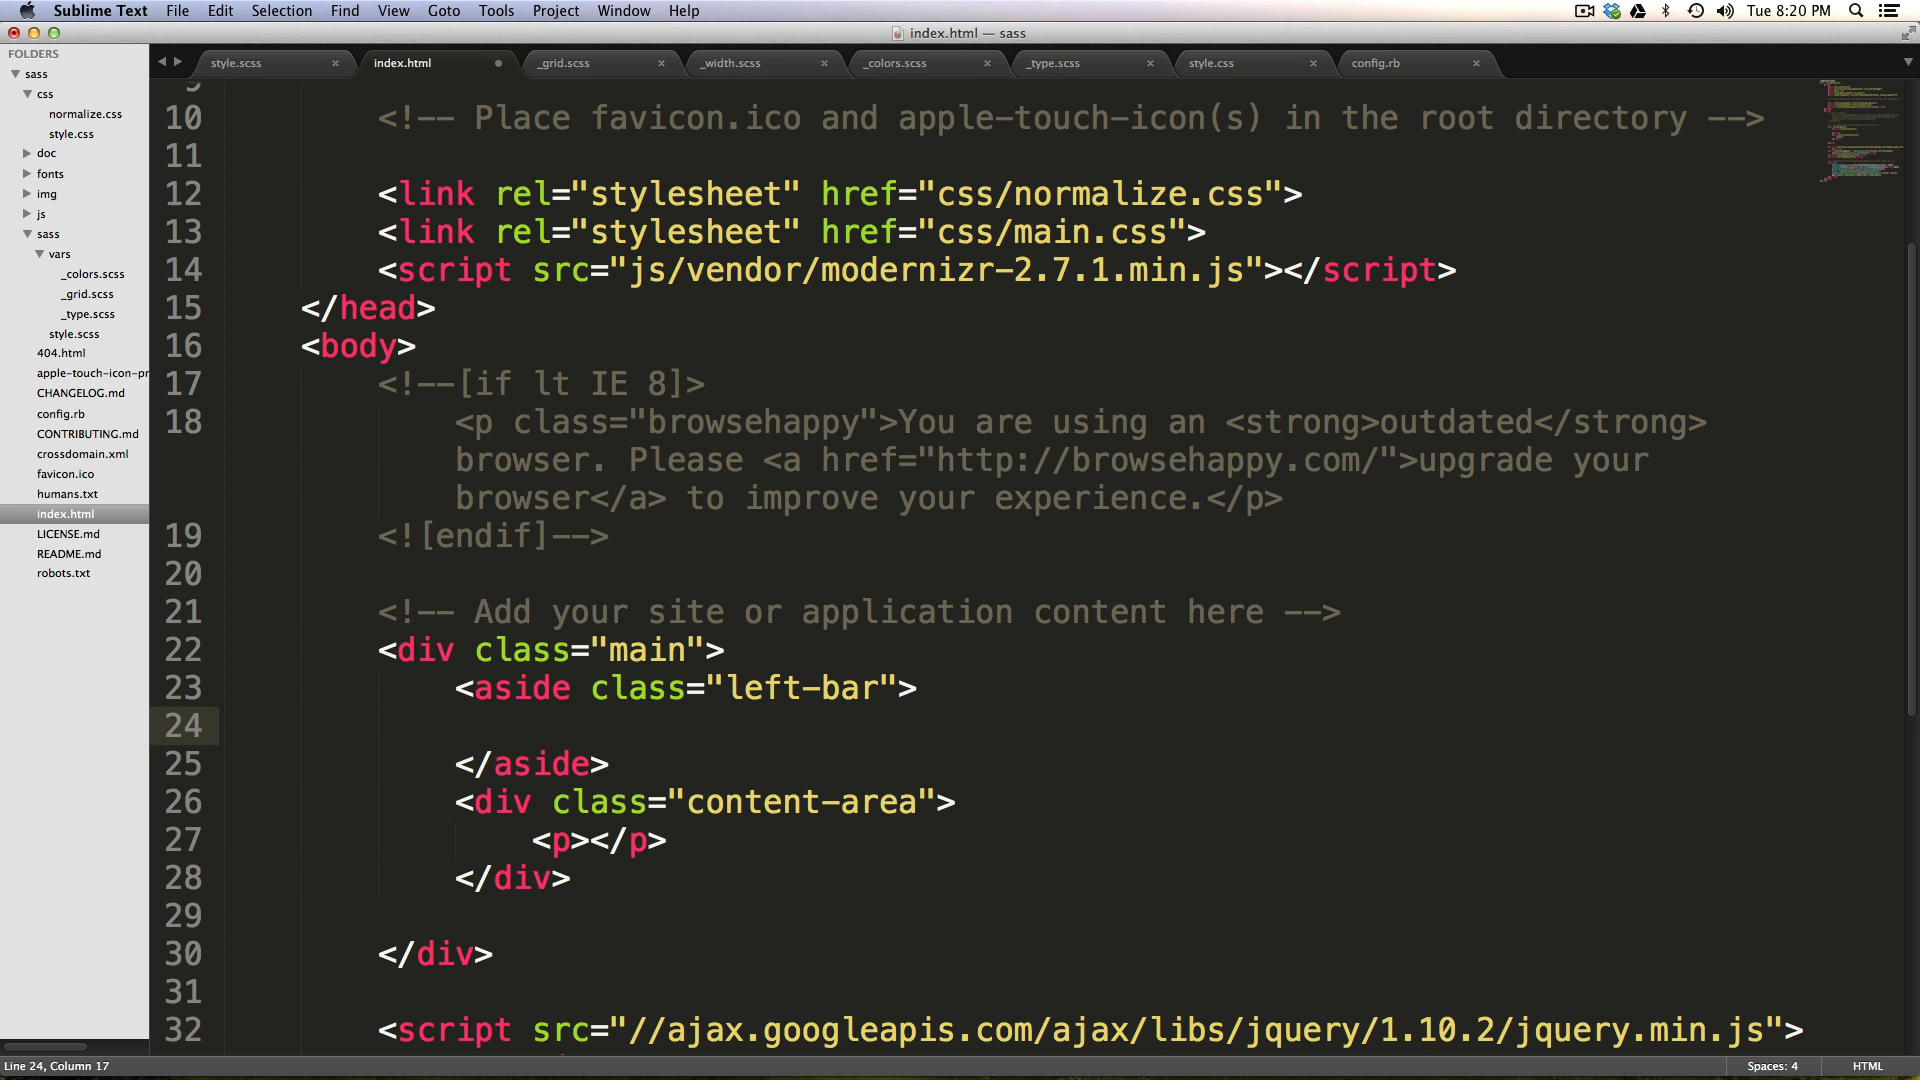 Sublime Text File Edit Selection Find View Goto Tools Project Window Help Tue 8:20 PM
index.html — sass
FOLDERS
sass
css
normalize.css
style.css
doc
fonts
img
js
sass
vars
_colors.scss
_grid.scss
_type.scss
style.scss
404.html
apple-touch-icon-pr
CHANGELOG.md
config.rb
CONTRIBUTING.md
crossdomain.xml
favicon.ico
humans.txt
index.html
LICENSE.md
README.md
robots.txt
style.scss × index.html _grid.scss × _width.scss × _colors.scss × _type.scss × style.css × config.rb ×
9
10 <!-- Place favicon.ico and apple-touch-icon(s) in the root directory -->
11
12 <link rel="stylesheet" href="css/normalize.css">
13 <link rel="stylesheet" href="css/main.css">
14 <script src="js/vendor/modernizr-2.7.1.min.js"></script>
15 </head>
16 <body>
17 <!--[if lt IE 8]>
18 <p class="browsehappy">You are using an <strong>outdated</strong>
browser. Please <a href="http://browsehappy.com/">upgrade your
browser</a> to improve your experience.</p>
19 <![endif]-->
20
21 <!-- Add your site or application content here -->
22 <div class="main">
23 <aside class="left-bar">
24
25 </aside>
26 <div class="content-area">
27 <p></p>
28 </div>
29
30 </div>
31
32 <script src="//ajax.googleapis.com/ajax/libs/jquery/1.10.2/jquery.min.js">
Line 24, Column 17 Spaces: 4 HTML